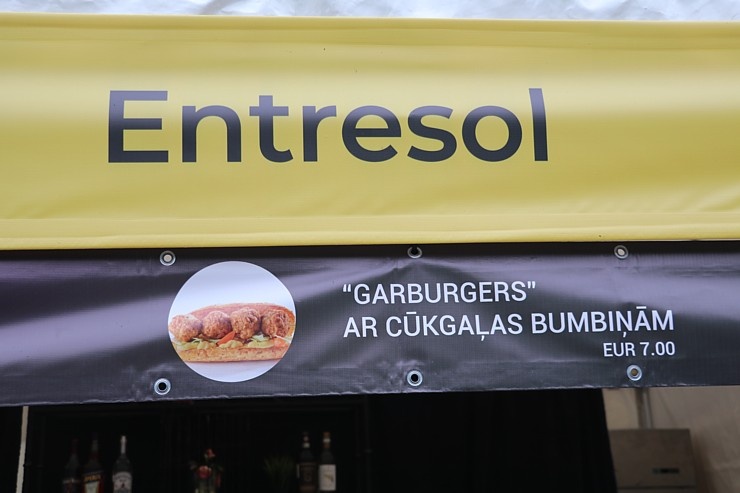 Entresol
“GARBURGERS"
AR CŪKGAĻAS BUMBIŅĀM
EUR 7.00